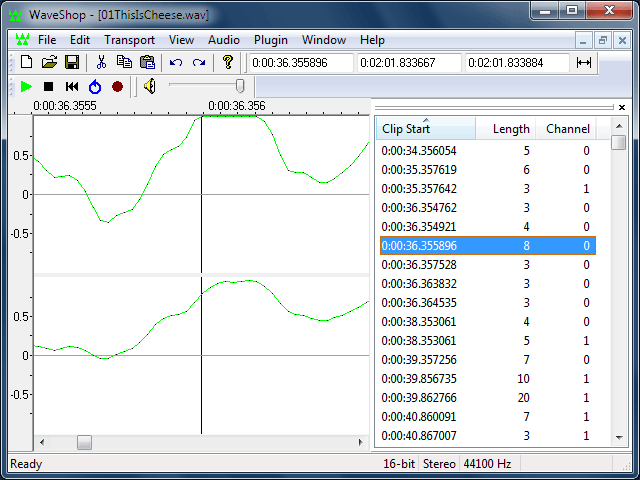 WaveShop - [01ThisIsCheese.wav]
File Edit Transport View Audio Plugin Window Help
0:00:36.355896 0:02:01.833667 0:02:01.833884
0:00:36.3555 0:00:36.356
Clip Start Length Channel
0:00:34.356054 5 0
0:00:35.357619 6 0
0:00:35.357642 3 1
0:00:36.354762 3 0
0:00:36.354921 4 0
0:00:36.355896 8 0
0:00:36.357528 3 0
0:00:36.363832 3 0
0:00:36.364535 3 0
0:00:38.353061 4 0
0:00:38.353061 5 1
0:00:39.357256 7 0
0:00:39.856735 10 1
0:00:39.862766 20 1
0:00:40.860091 7 1
0:00:40.867007 3 1
0.5
0
-0.5
0.5
0
-0.5
Ready 16-bit Stereo 44100 Hz